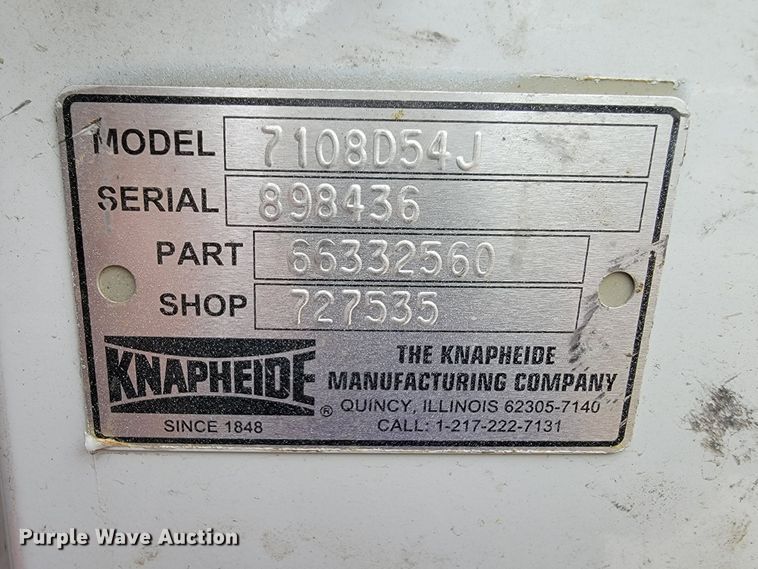 MODEL 7108D54J
SERIAL 898436
PART 66332560
SHOP 727535
KNAPHEIDE ®
SINCE 1848
THE KNAPHEIDE
MANUFACTURING COMPANY
QUINCY, ILLINOIS 62305-7140
CALL: 1-217-222-7131
Purple Wave Auction